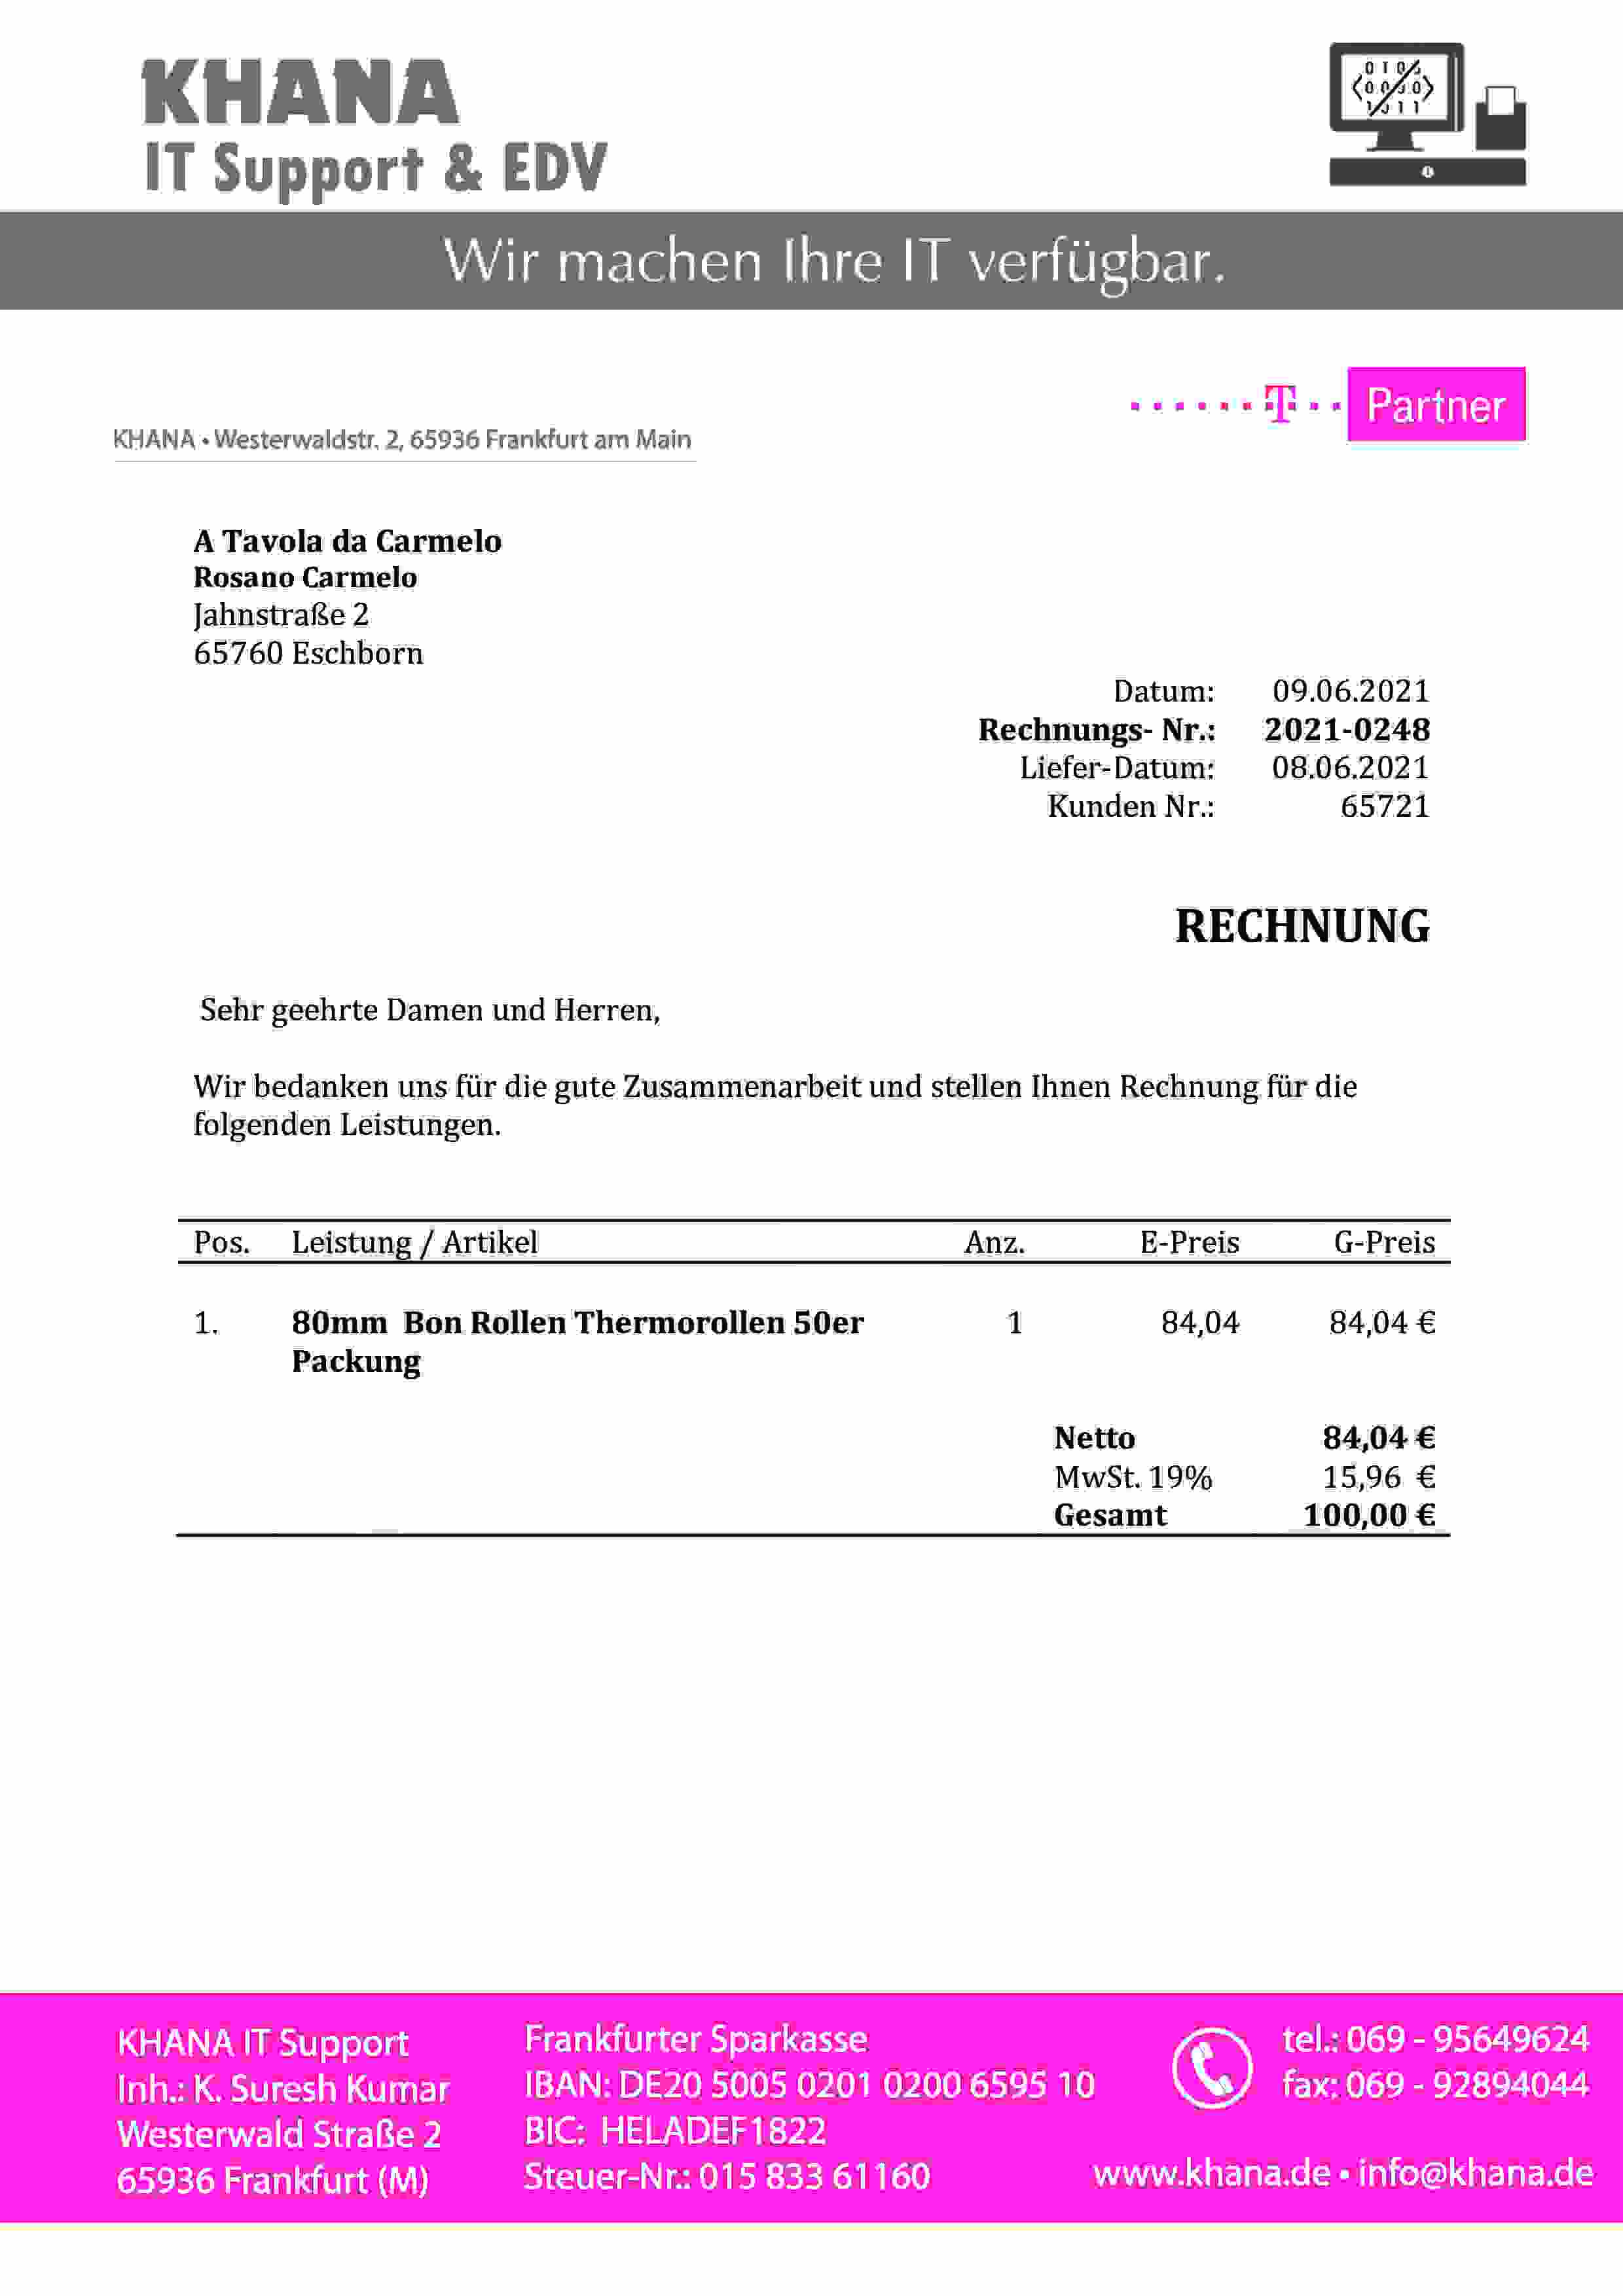 KHANA
IT Support & EDV
Wir machen Ihre IT verfügbar.
T Partner
KHANA • Westerwaldstr. 2, 65936 Frankfurt am Main
A Tavola da Carmelo
Rosano Carmelo
Jahnstraße 2
65760 Eschborn
Datum: 09.06.2021
Rechnungs- Nr.: 2021-0248
Liefer-Datum: 08.06.2021
Kunden Nr.: 65721
RECHNUNG
Sehr geehrte Damen und Herren,
Wir bedanken uns für die gute Zusammenarbeit und stellen Ihnen Rechnung für die
folgenden Leistungen.
Pos. Leistung / Artikel Anz. E-Preis G-Preis
1. 80mm Bon Rollen Thermorollen 50er 1 84,04 84,04 €
Packung
Netto 84,04 €
MwSt. 19% 15,96 €
Gesamt 100,00 €
KHANA IT Support
Inh.: K. Suresh Kumar
Westerwald Straße 2
65936 Frankfurt (M)
Frankfurter Sparkasse
IBAN: DE20 5005 0201 0200 6595 10
BIC: HELADEF1822
Steuer-Nr.: 015 833 61160
tel.: 069 - 95649624
fax: 069 - 92894044
www.khana.de • info@khana.de